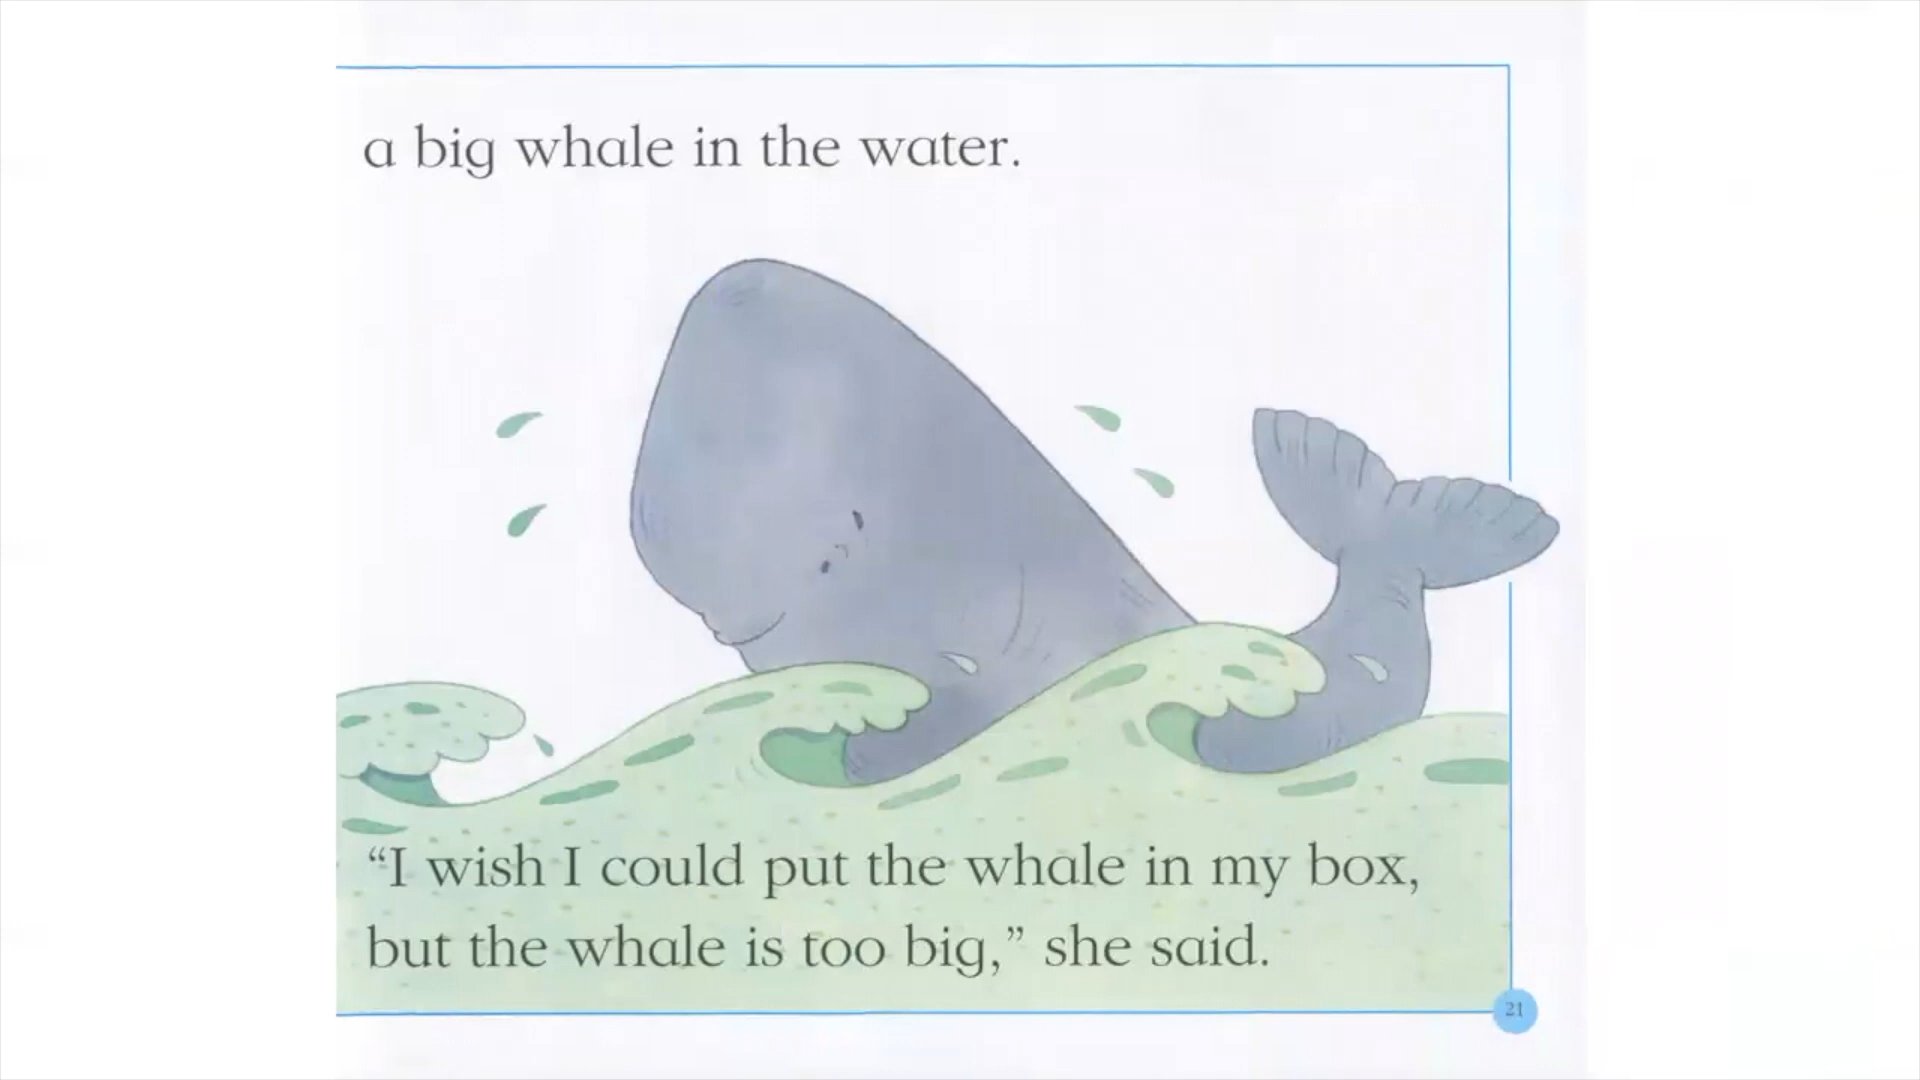 a big whale in the water.
“I wish I could put the whale in my box,
but the whale is too big,” she said.
21